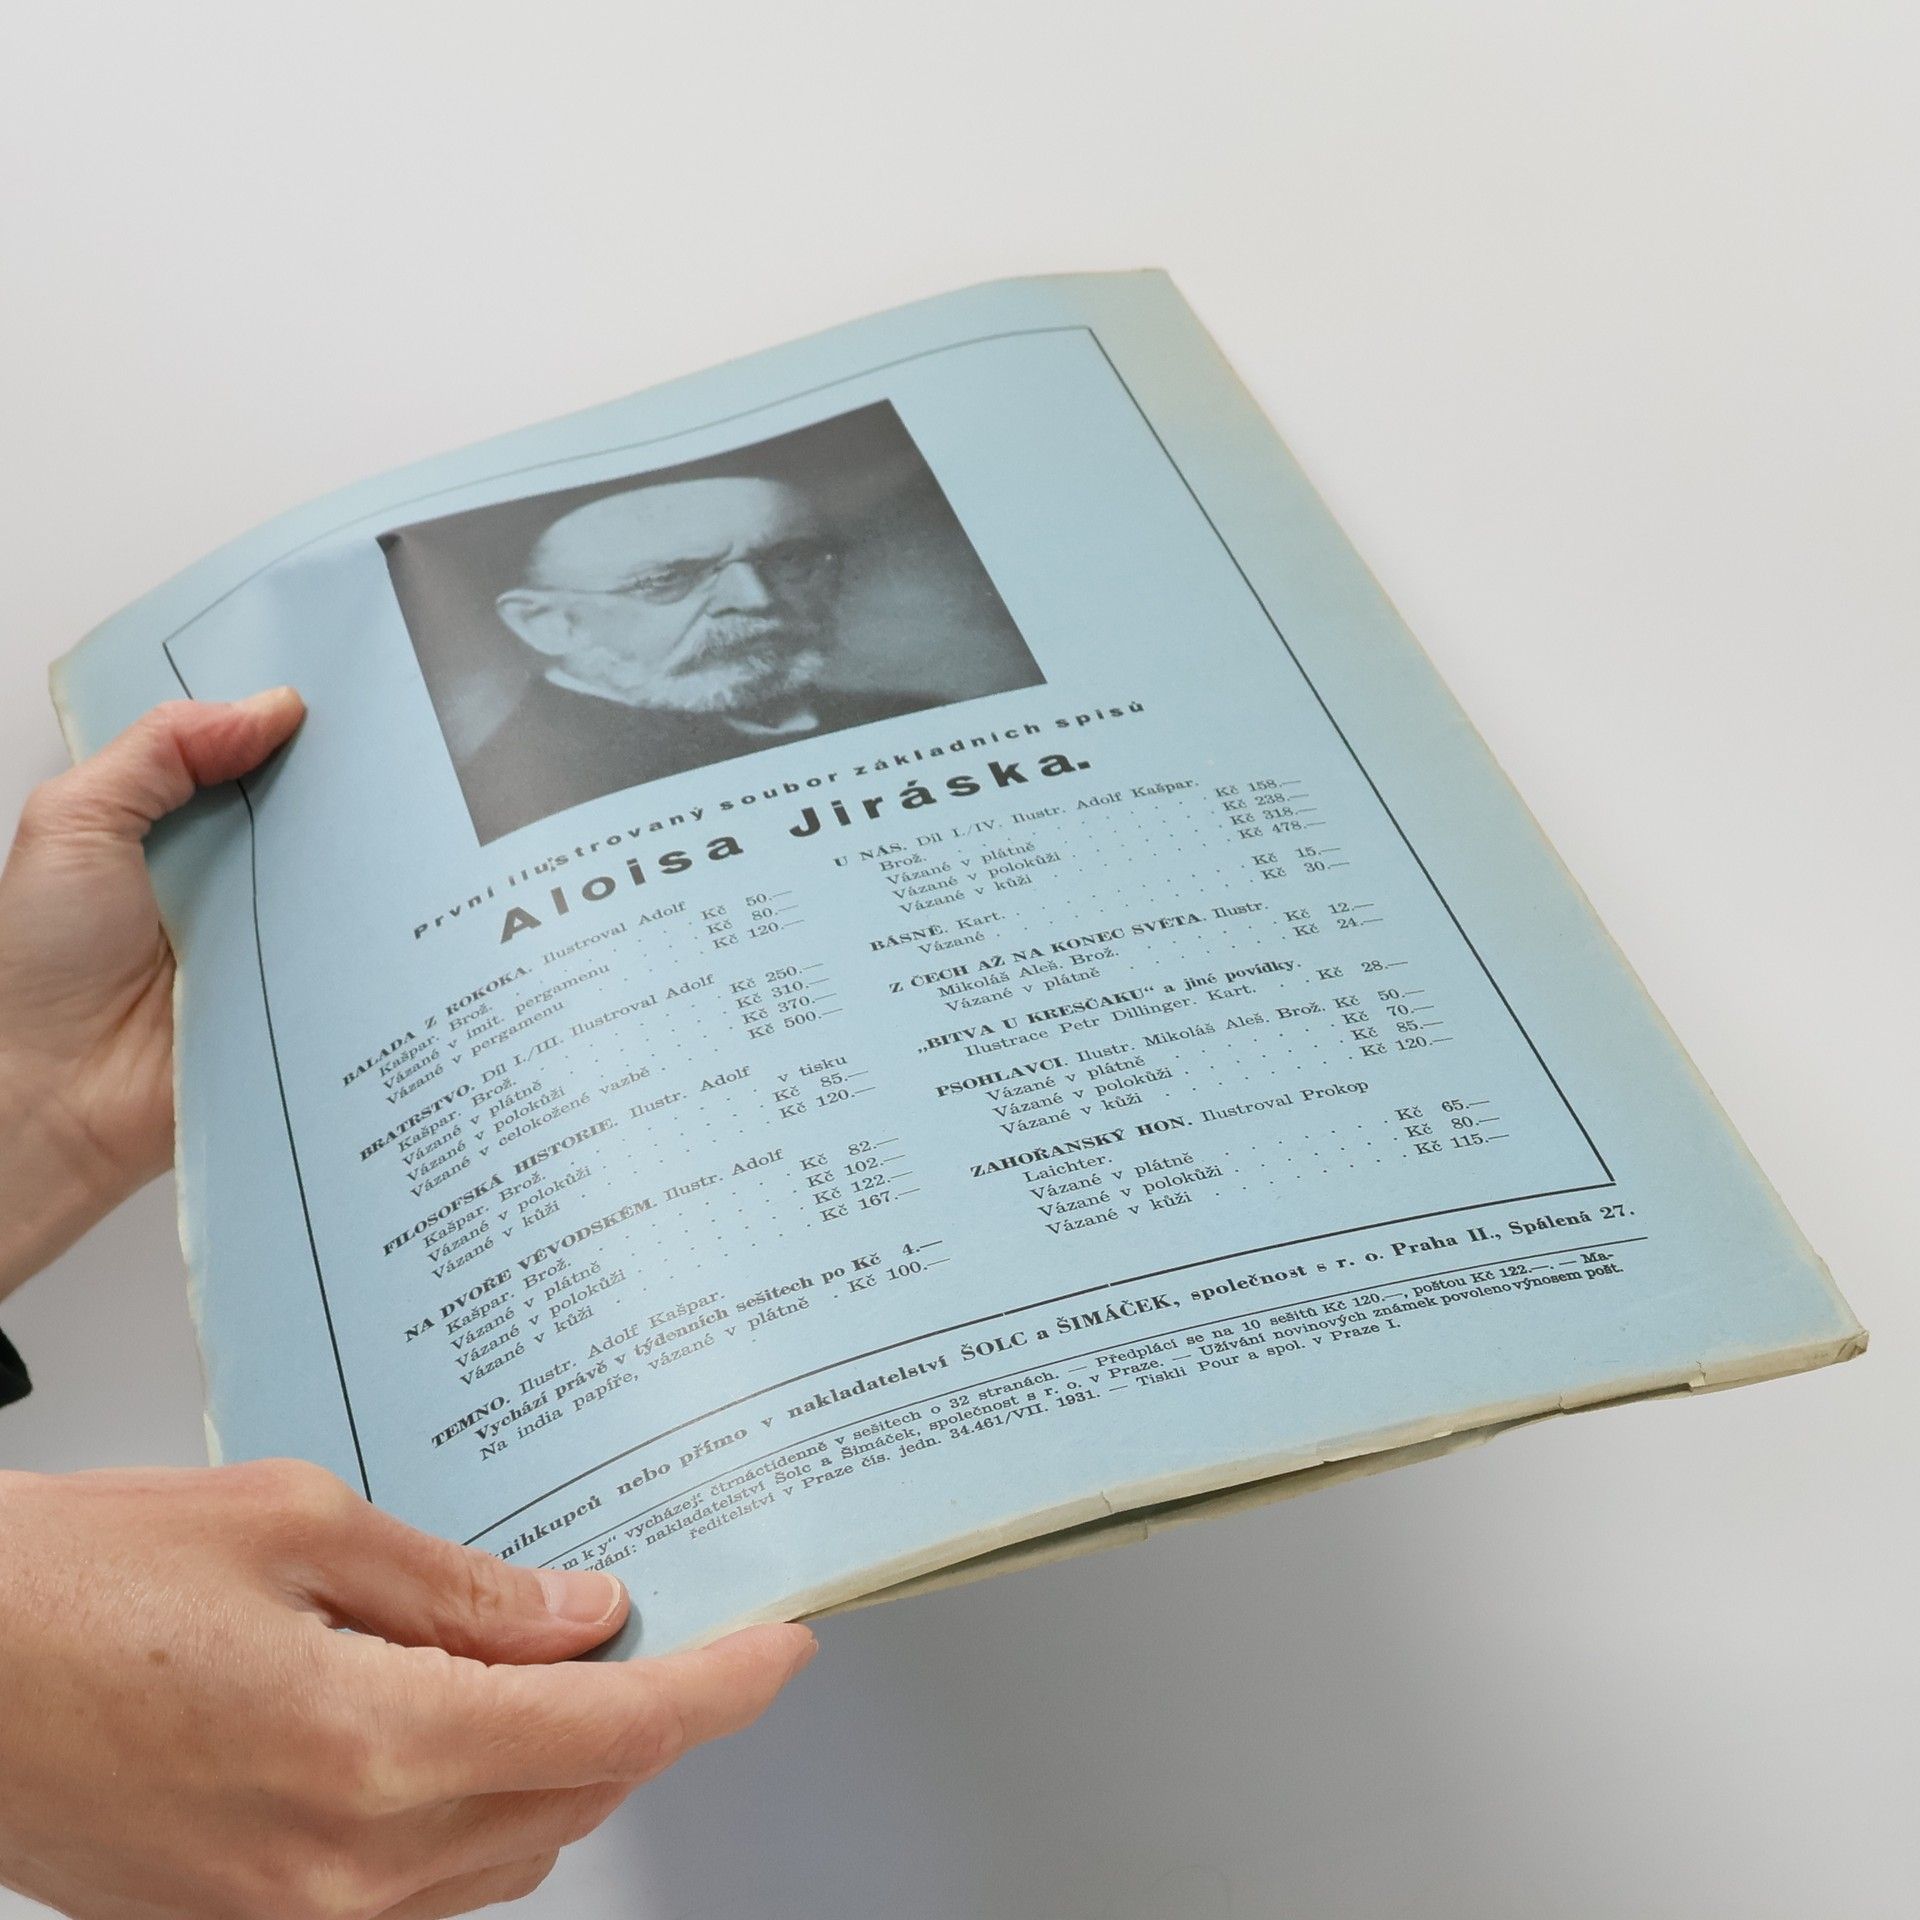 První ilustrovaný soubor základních spisů
Aloisa Jiráska.
BALADA Z ROKOKA. Ilustroval Adolf
Kašpar. Brož. . . . . . Kč 50.—
Vázané v imit. pergamenu . . . Kč 80.—
Vázané v pergamenu . . . . Kč 120.—
BRATRSTVO. Díl I./III. Ilustroval Adolf
Kašpar. Brož. . . . . . Kč 250.—
Vázané v plátně . . . . . Kč 310.—
Vázané v polokůži . . . . . Kč 370.—
Vázané v celokožené vazbě . . . Kč 500.—
FILOSOFSKÁ HISTORIE. Ilustr. Adolf
Kašpar. Brož. . . . . . v tisku
Vázané v polokůži . . . . . Kč 85.—
Vázané v kůži . . . . . . Kč 120.—
NA DVOŘE VÉVODSKÉM. Ilustr. Adolf
Kašpar. Brož. . . . . . Kč 82.—
Vázané v plátně . . . . . Kč 102.—
Vázané v polokůži . . . . . Kč 122.—
Vázané v kůži . . . . . . Kč 167.—
TEMNO. Ilustr. Adolf Kašpar.
Vychází právě v týdenních sešitech po Kč 4.—
Na india papíře, vázané v plátně . Kč 100.—
U NÁS. Díl I./IV. Ilustr. Adolf Kašpar.
Brož. . . . . . . . Kč 158.—
Vázané v plátně . . . . . Kč 238.—
Vázané v polokůži . . . . . Kč 318.—
Vázané v kůži . . . . . . Kč 478.—
BÁSNĚ. Kart. . . . . . . Kč 15.—
Vázané . . . . . . . Kč 30.—
Z ČECH AŽ NA KONEC SVĚTA. Ilustr.
Mikoláš Aleš. Brož. . . . . Kč 12.—
Vázané v plátně . . . . . Kč 24.—
„BITVA U KRESČAKU“ a jiné povídky.
Ilustrace Petr Dillinger. Kart. . . Kč 28.—
PSOHLAVCI. Ilustr. Mikoláš Aleš. Brož. Kč 50.—
Vázané v plátně . . . . . Kč 70.—
Vázané v polokůži . . . . . Kč 85.—
Vázané v kůži . . . . . . Kč 120.—
ZAHOŘANSKÝ HON. Ilustroval Prokop
Laichter.
Vázané v plátně . . . . . Kč 65.—
Vázané v polokůži . . . . . Kč 80.—
Vázané v kůži . . . . . . Kč 115.—
nihkupců nebo přímo v nakladatelství ŠOLC a ŠIMÁČEK, společnost s r. o. Praha II., Spálená 27.
mky“ vycházejí čtrnáctidenně v sešitech o 32 stranách. — Předplácí se na 10 sešitů Kč 120.—, poštou Kč 122.—. — Ma-
vydání: nakladatelství Šolc a Šimáček, společnost s r. o. v Praze. — Užívání novinových známek povoleno výnosem pošt.
ředitelství v Praze čís. jedn. 34.461/VII. 1931. — Tiskli Pour a spol. v Praze I.